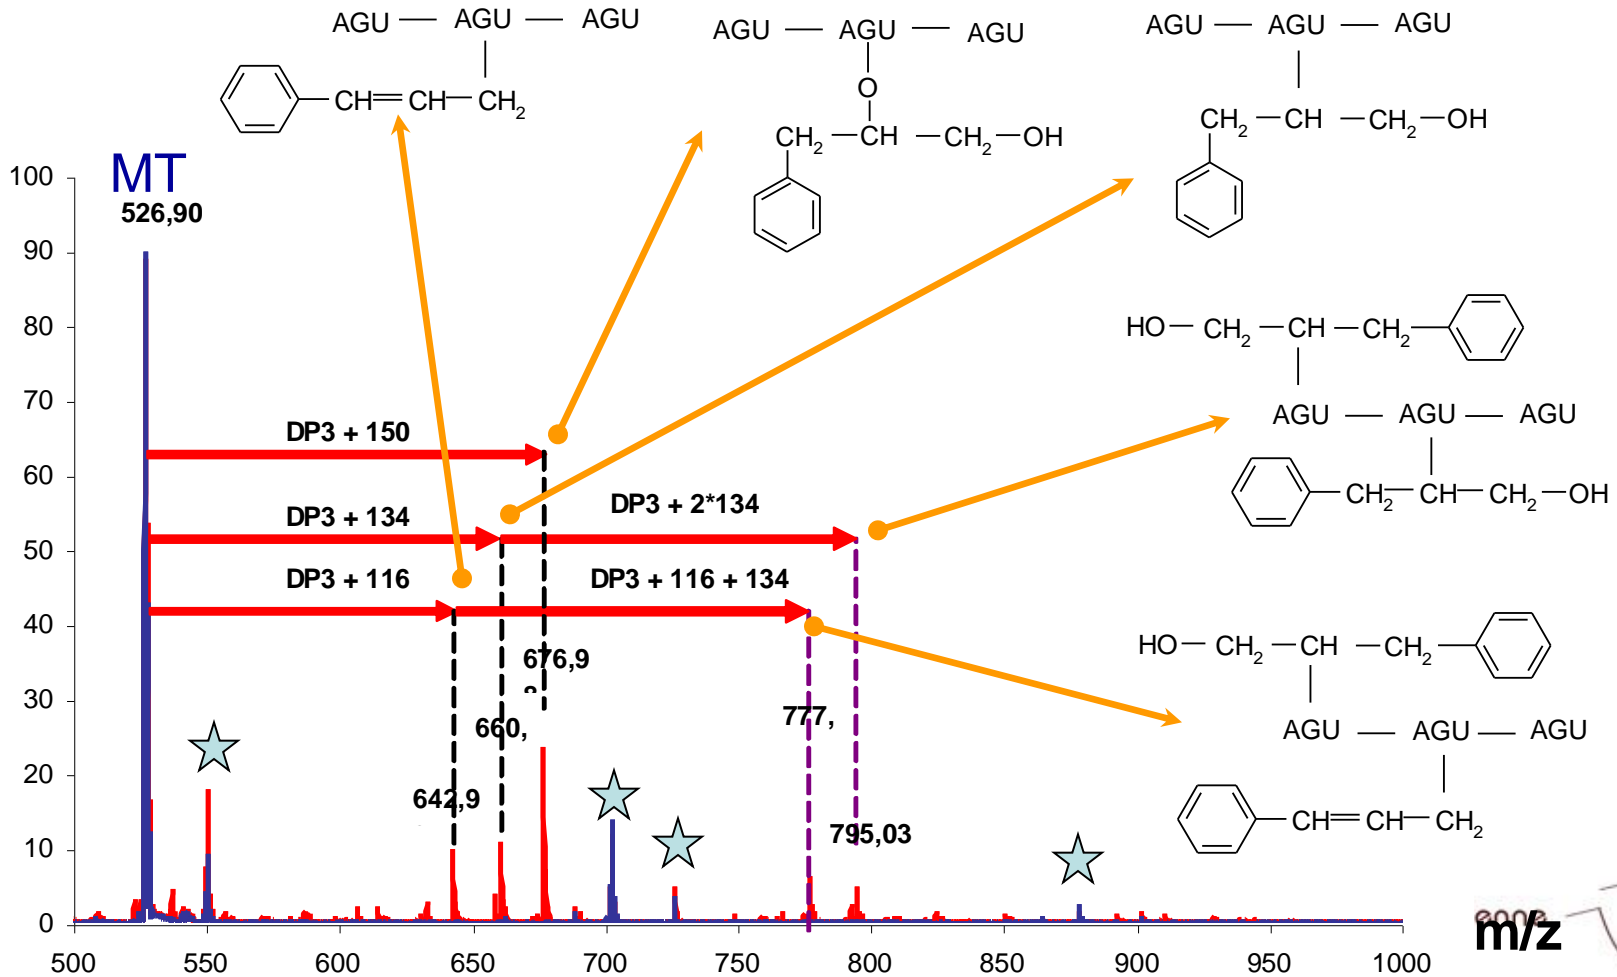 AGU — AGU — AGU
CH=CH—CH2
AGU — AGU — AGU
O
CH2 — CH — CH2—OH
AGU — AGU — AGU
CH2 — CH — CH2—OH
MT
526,90
HO— CH2 — CH — CH2
AGU — AGU — AGU
CH2—CH—CH2—OH
DP3 + 150
DP3 + 134
DP3 + 2*134
DP3 + 116
DP3 + 116 + 134
HO— CH2 — CH — CH2
AGU — AGU — AGU
CH=CH—CH2
676,9
660,
642,9
777,
795,03
100
90
80
70
60
50
40
30
20
10
0
500 550 600 650 700 750 800 850 900 950 1000
m/z